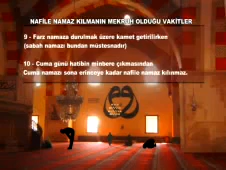 NAFİLE NAMAZ KILMANIN MEKRUH OLDUĞU VAKİTLER
9 - Farz namaza durulmak üzere kamet getirilirken
(sabah namazı bundan müstesnadır)
10 - Cuma günü hatibin minbere çıkmasından
Cuma namazı sona erinceye kadar nafile namaz kılınmaz.